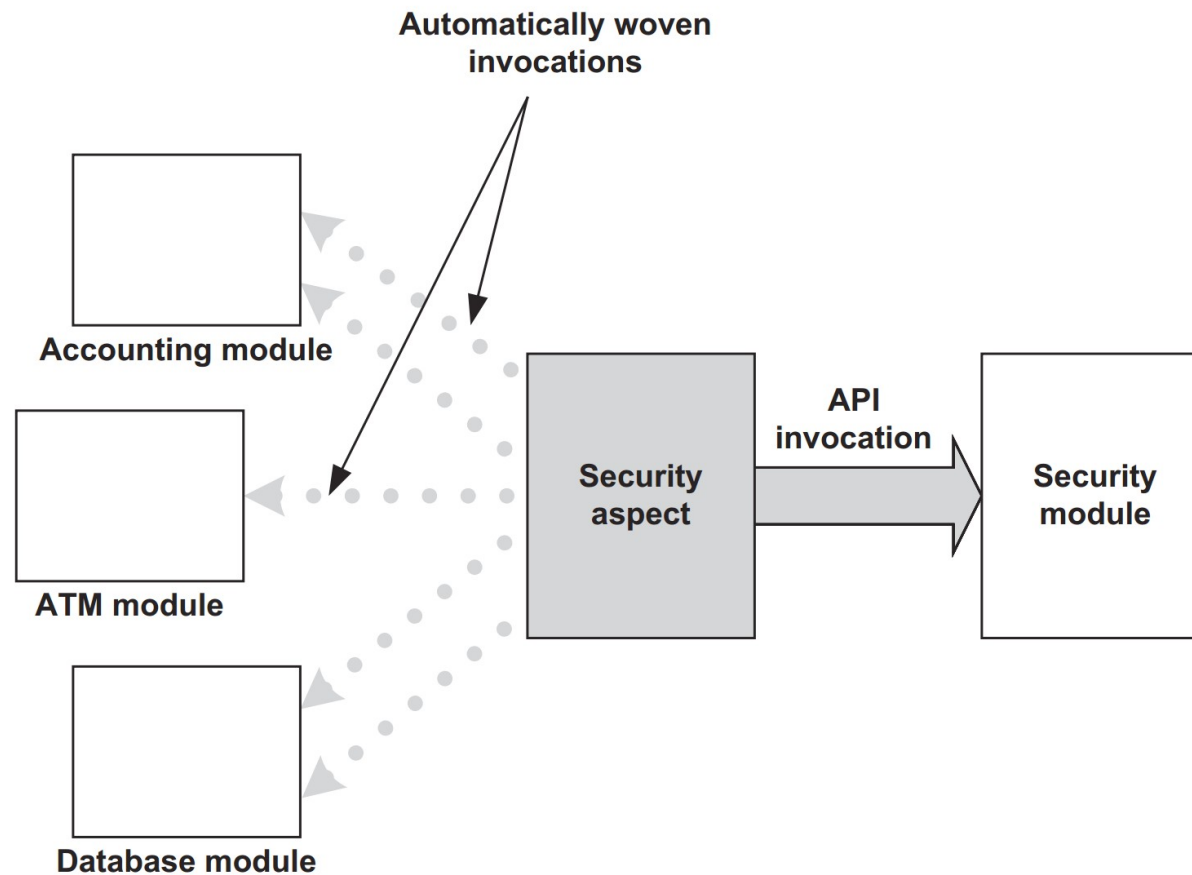 Automatically woven
invocations
Accounting module
API
invocation
Security
aspect
Security
module
ATM module
Database module